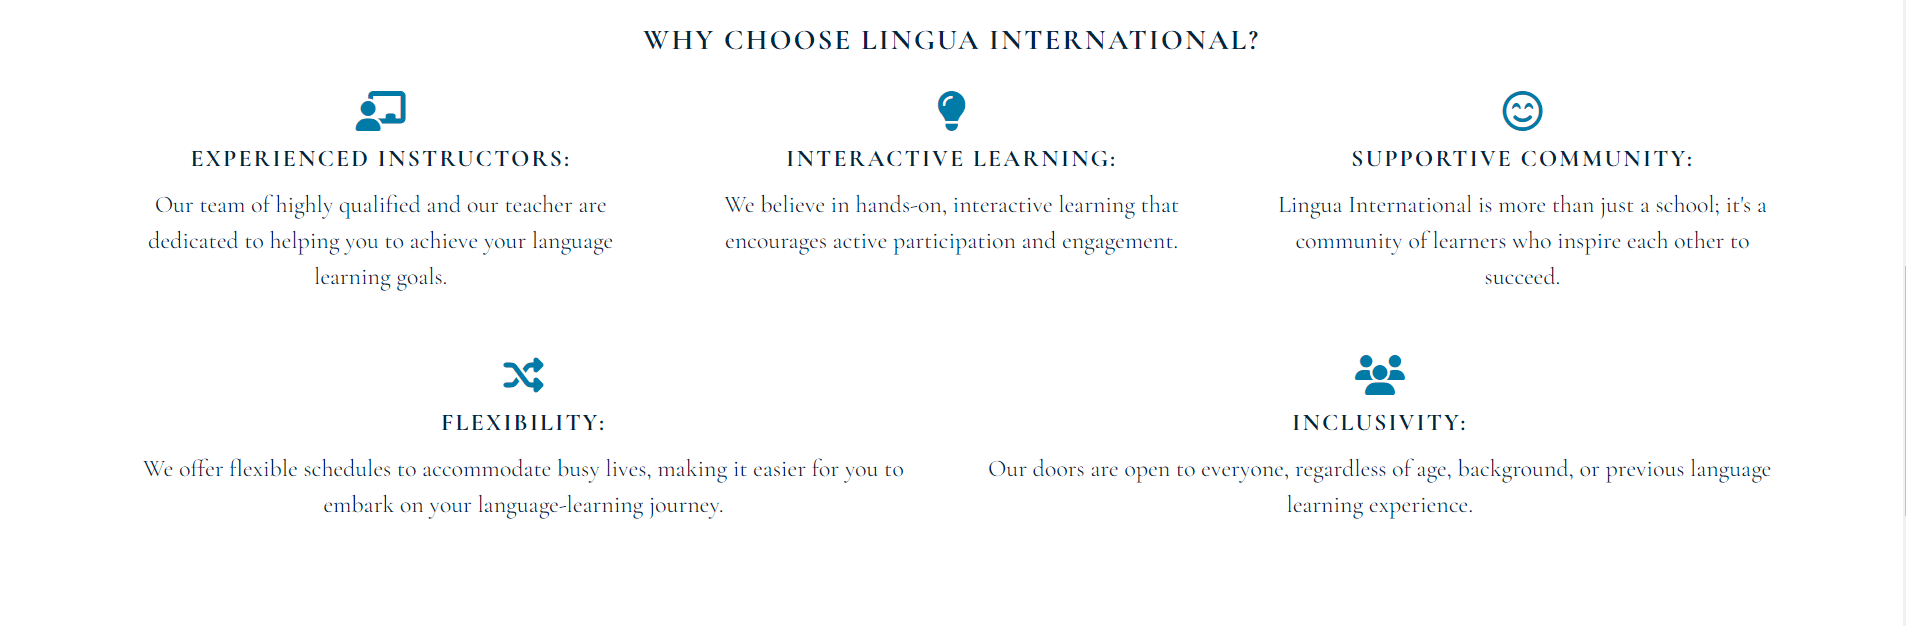 WHY CHOOSE LINGUA INTERNATIONAL?
EXPERIENCED INSTRUCTORS:
Our team of highly qualified and our teacher are
dedicated to helping you to achieve your language
learning goals.
INTERACTIVE LEARNING:
We believe in hands-on, interactive learning that
encourages active participation and engagement.
SUPPORTIVE COMMUNITY:
Lingua International is more than just a school; it's a
community of learners who inspire each other to
succeed.
FLEXIBILITY:
We offer flexible schedules to accommodate busy lives, making it easier for you to
embark on your language-learning journey.
INCLUSIVITY:
Our doors are open to everyone, regardless of age, background, or previous language
learning experience.